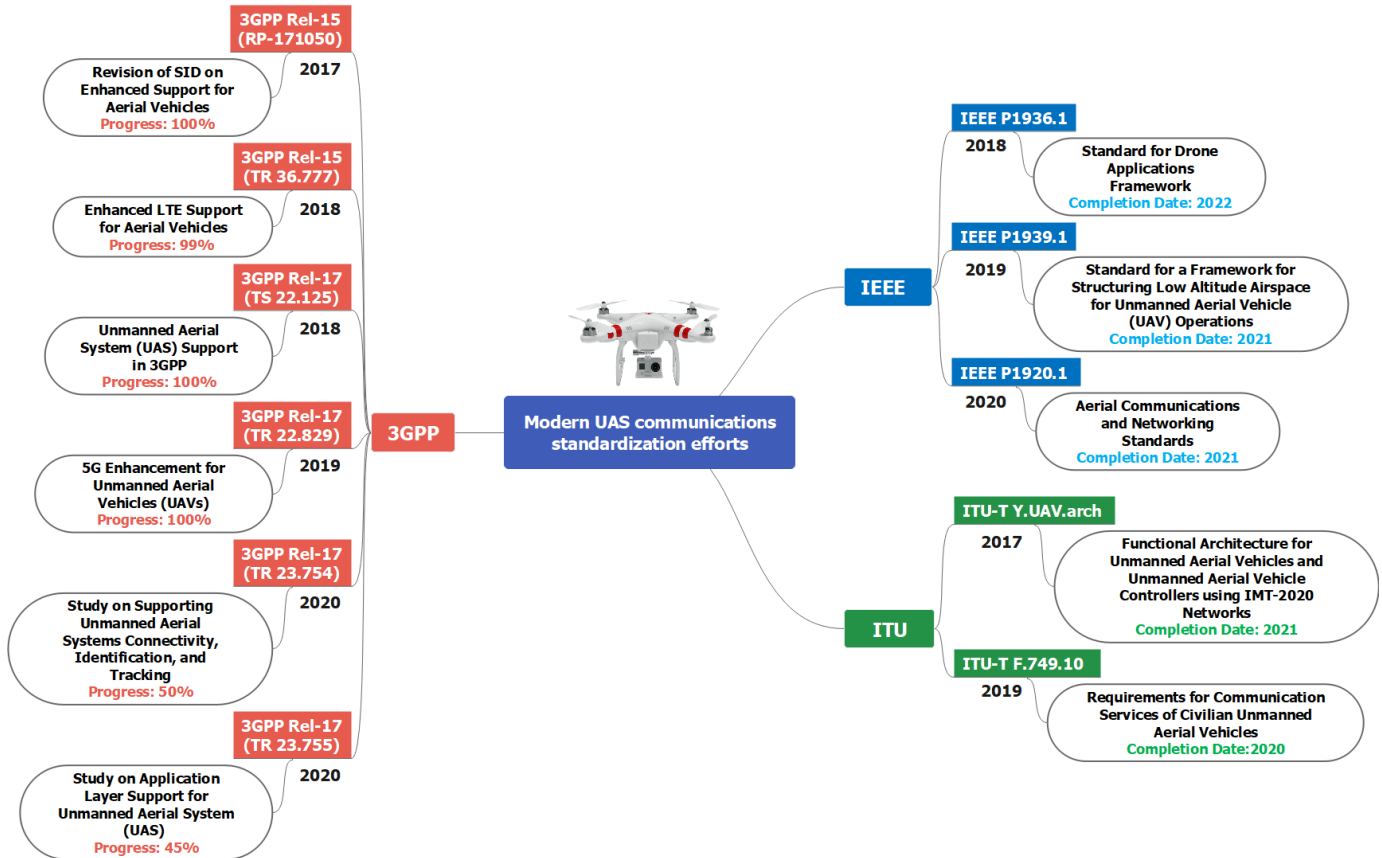 3GPP Rel-15
(RP-171050)
2017
Revision of SID on
Enhanced Support for
Aerial Vehicles
Progress: 100%
3GPP Rel-15
(TR 36.777)
2018
Enhanced LTE Support
for Aerial Vehicles
Progress: 99%
3GPP Rel-17
(TS 22.125)
2018
Unmanned Aerial
System (UAS) Support
in 3GPP
Progress: 100%
3GPP Rel-17
(TR 22.829)
2019
5G Enhancement for
Unmanned Aerial
Vehicles (UAVs)
Progress: 100%
3GPP Rel-17
(TR 23.754)
2020
Study on Supporting
Unmanned Aerial
Systems Connectivity,
Identification, and
Tracking
Progress: 50%
3GPP Rel-17
(TR 23.755)
2020
Study on Application
Layer Support for
Unmanned Aerial System
(UAS)
Progress: 45%
3GPP
Modern UAS communications
standardization efforts
IEEE
IEEE P1936.1
2018
Standard for Drone
Applications
Framework
Completion Date: 2022
IEEE P1939.1
2019
Standard for a Framework for
Structuring Low Altitude Airspace
for Unmanned Aerial Vehicle
(UAV) Operations
Completion Date: 2021
IEEE P1920.1
2020
Aerial Communications
and Networking
Standards
Completion Date: 2021
ITU
ITU-T Y.UAV.arch
2017
Functional Architecture for
Unmanned Aerial Vehicles and
Unmanned Aerial Vehicle
Controllers using IMT-2020
Networks
Completion Date: 2021
ITU-T F.749.10
2019
Requirements for Communication
Services of Civilian Unmanned
Aerial Vehicles
Completion Date:2020